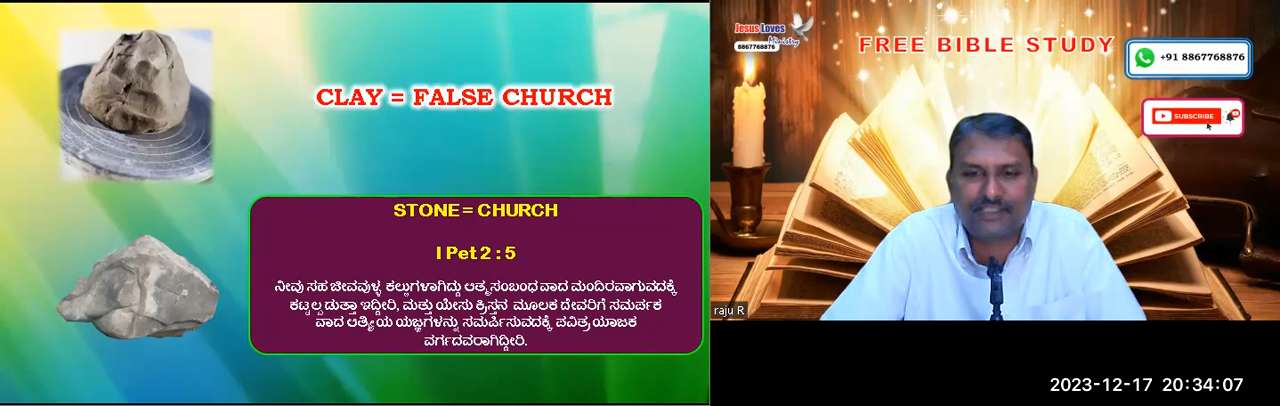 CLAY = FALSE CHURCH
STONE = CHURCH
I Pet 2 : 5
ನೀವು ಸಹ ಜೀವವುಳ್ಳ ಕಲ್ಲುಗಳಾಗಿದ್ದು ಆತ್ಮಸಂಬಂಧವಾದ ಮಂದಿರವಾಗುವದಕ್ಕೆ
ಕಟ್ಟಲ್ಪಡುತ್ತಾ ಇದ್ದೀರಿ, ಮತ್ತು ಯೇಸು ಕ್ರಿಸ್ತನ ಮೂಲಕ ದೇವರಿಗೆ ಸಮರ್ಪಕ
ವಾದ ಆತ್ಮಿಯ ಯಜ್ಞಗಳನ್ನು ಸಮರ್ಪಿಸುವದಕ್ಕೆ ಪವಿತ್ರ ಯಾಜಕ
ವರ್ಗದವರಾಗಿದ್ದೀರಿ.
Jesus Loves
Ministry
8867768876
FREE BIBLE STUDY
+91 8867768876
SUBSCRIBE
raju R
2023-12-17 20:34:07